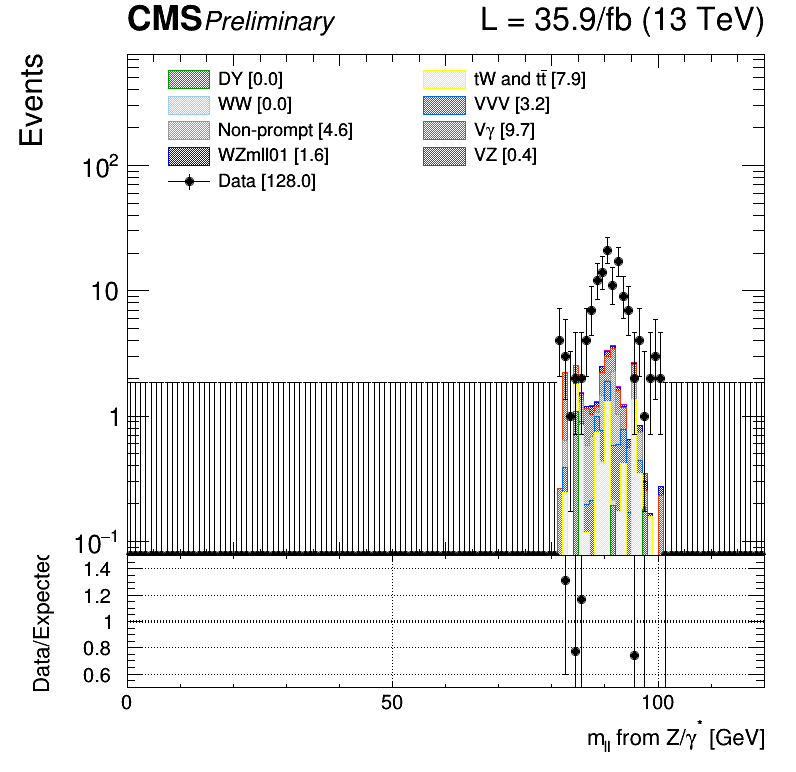 CMS Preliminary L = 35.9/fb (13 TeV)
Events
DY [0.0]
WW [0.0]
Non-prompt [4.6]
WZmll01 [1.6]
Data [128.0]
tW and tt̄ [7.9]
VVV [3.2]
Vγ [9.7]
VZ [0.4]
10²
10
1
10⁻¹
Data/Expected
1.4
1.2
1
0.8
0.6
0 50 100
m_ll from Z/γ* [GeV]